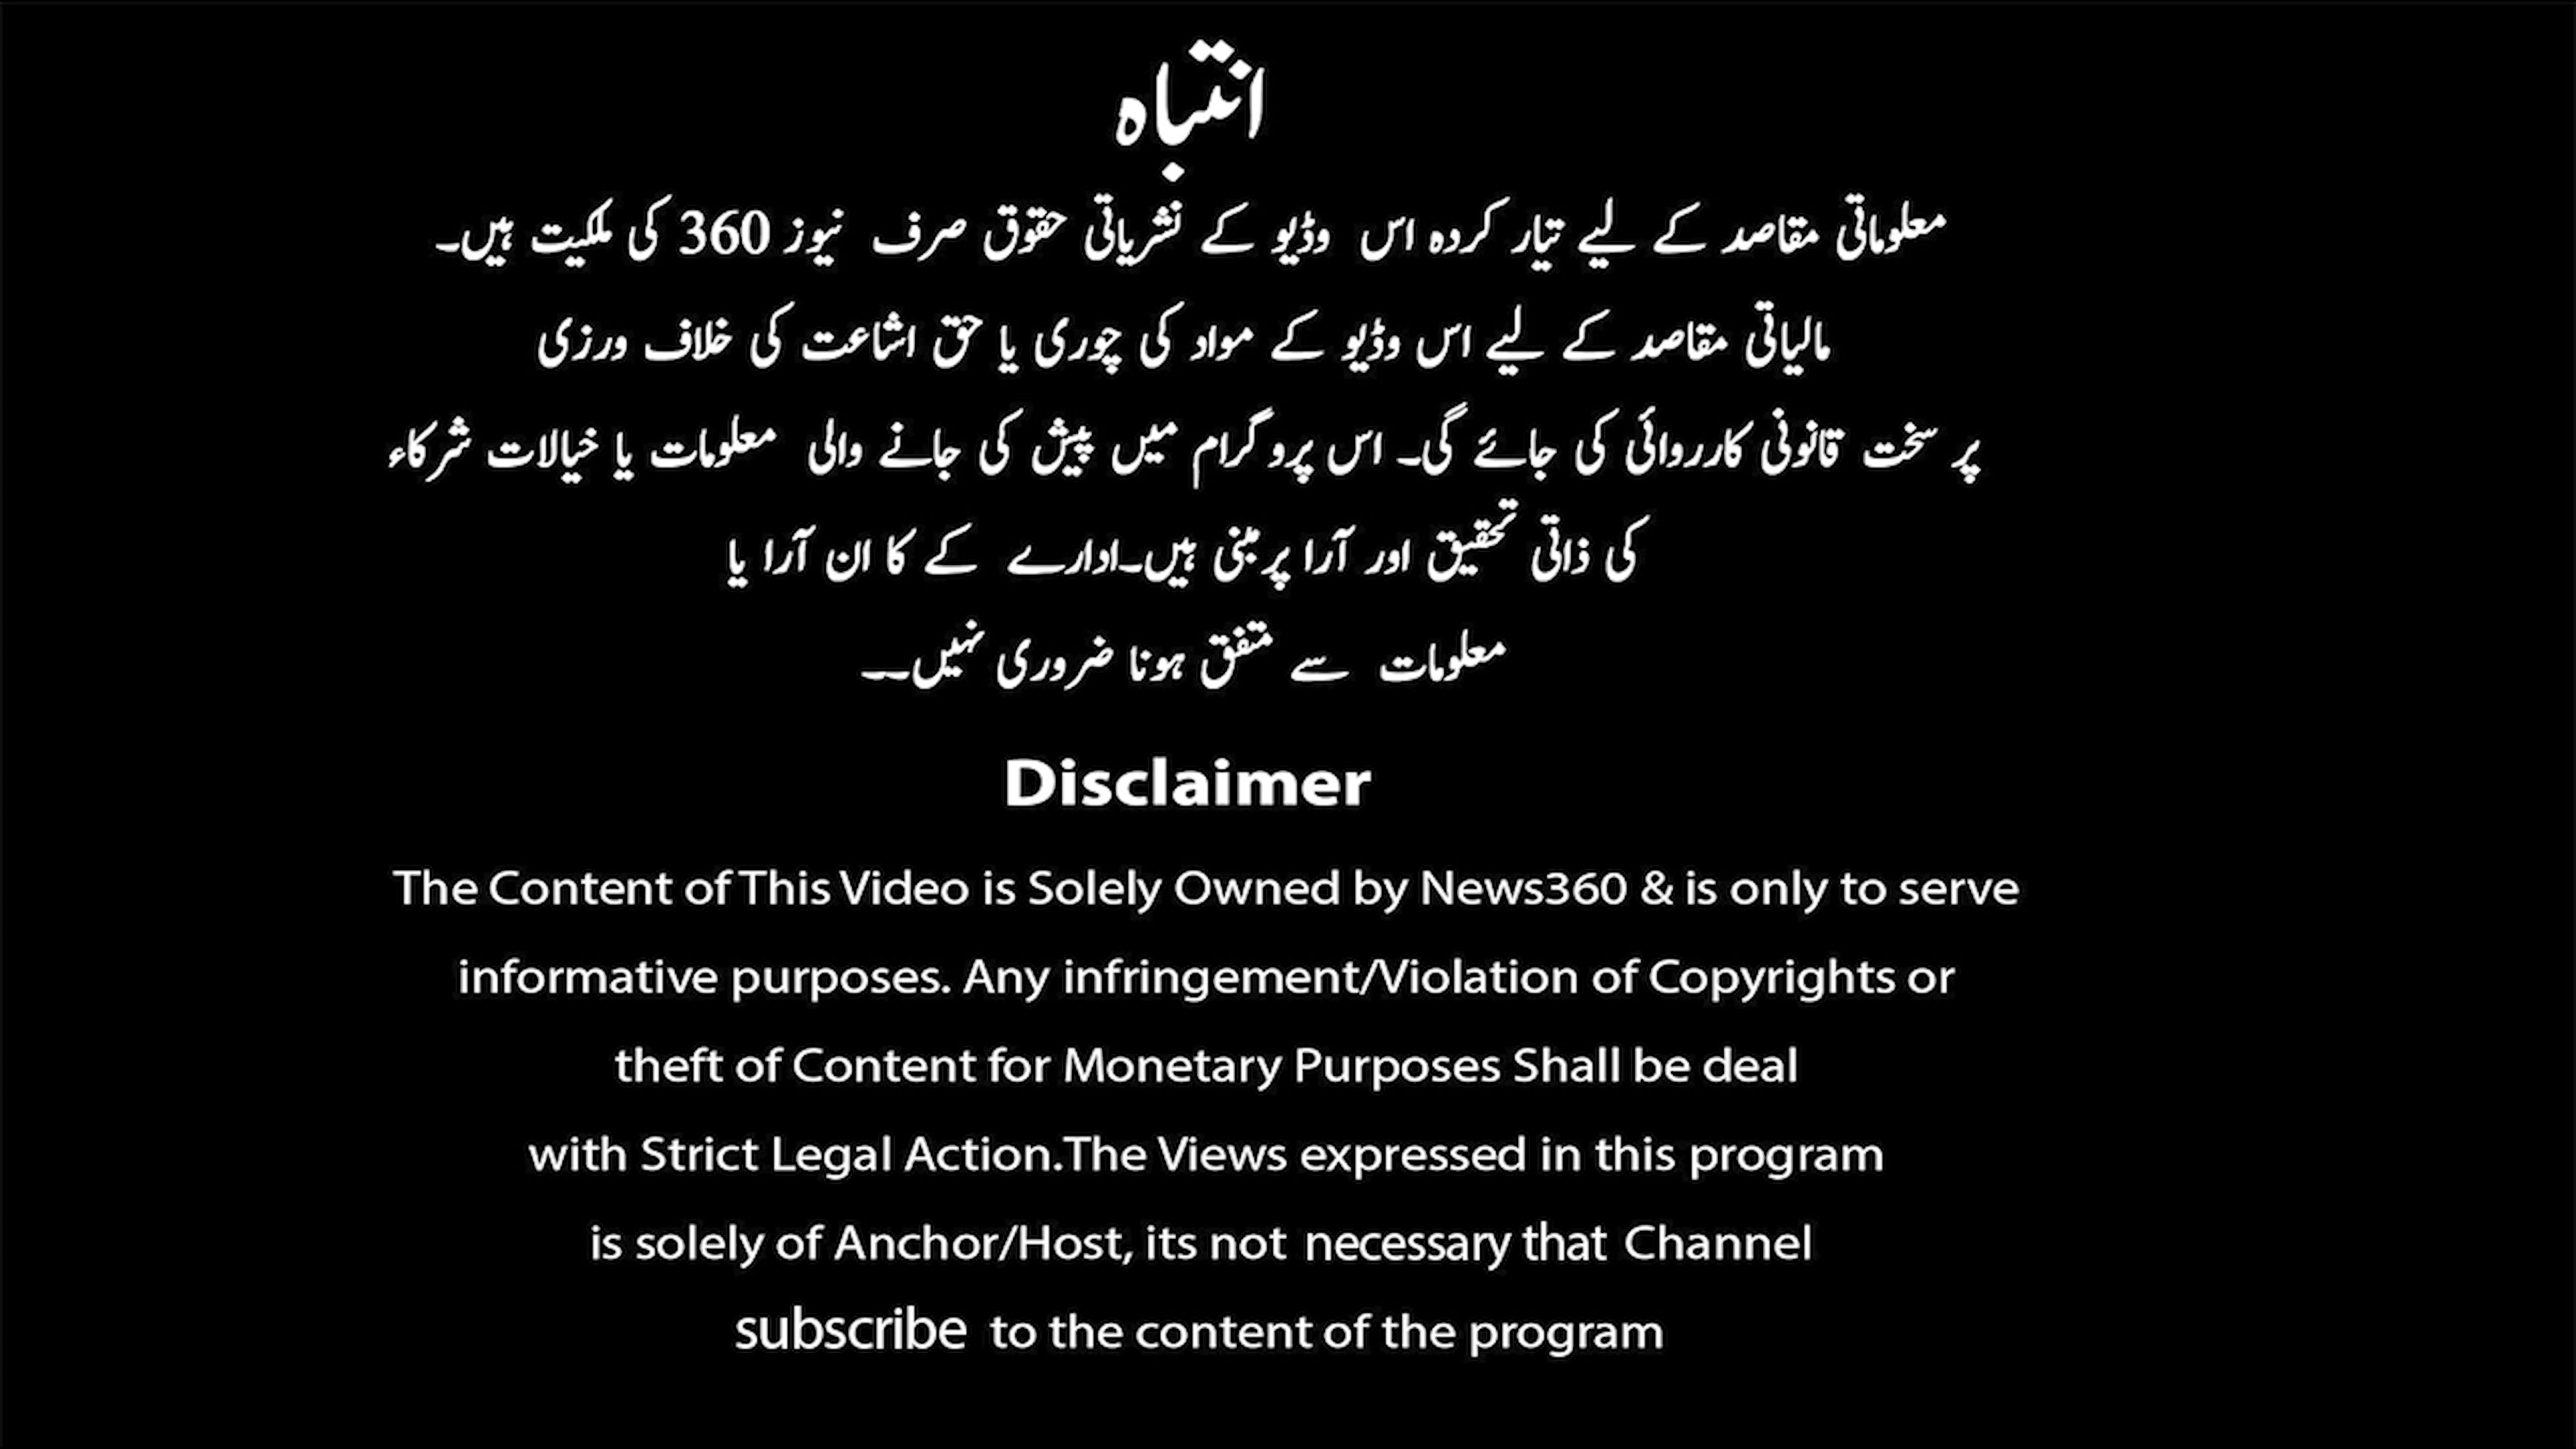 انتباہ
معلوماتی مقاصد کے لیے تیار کردہ اس وڈیو کے نشریاتی حقوق صرف نیوز 360 کی ملکیت ہیں۔
مالیاتی مقاصد کے لیے اس وڈیو کے مواد کی چوری یا حق اشاعت کی خلاف ورزی
پر سخت قانونی کارروائی کی جائے گی۔ اس پروگرام میں پیش کی جانے والی معلومات یا خیالات شرکاء
کی ذاتی تحقیق اور آرا پر مبنی ہیں۔ادارے کے کا ان آرا یا
معلومات سے متفق ہونا ضروری نہیں۔۔
Disclaimer
The Content of This Video is Solely Owned by News360 & is only to serve
informative purposes. Any infringement/Violation of Copyrights or
theft of Content for Monetary Purposes Shall be deal
with Strict Legal Action.The Views expressed in this program
is solely of Anchor/Host, its not necessary that Channel
subscribe to the content of the program